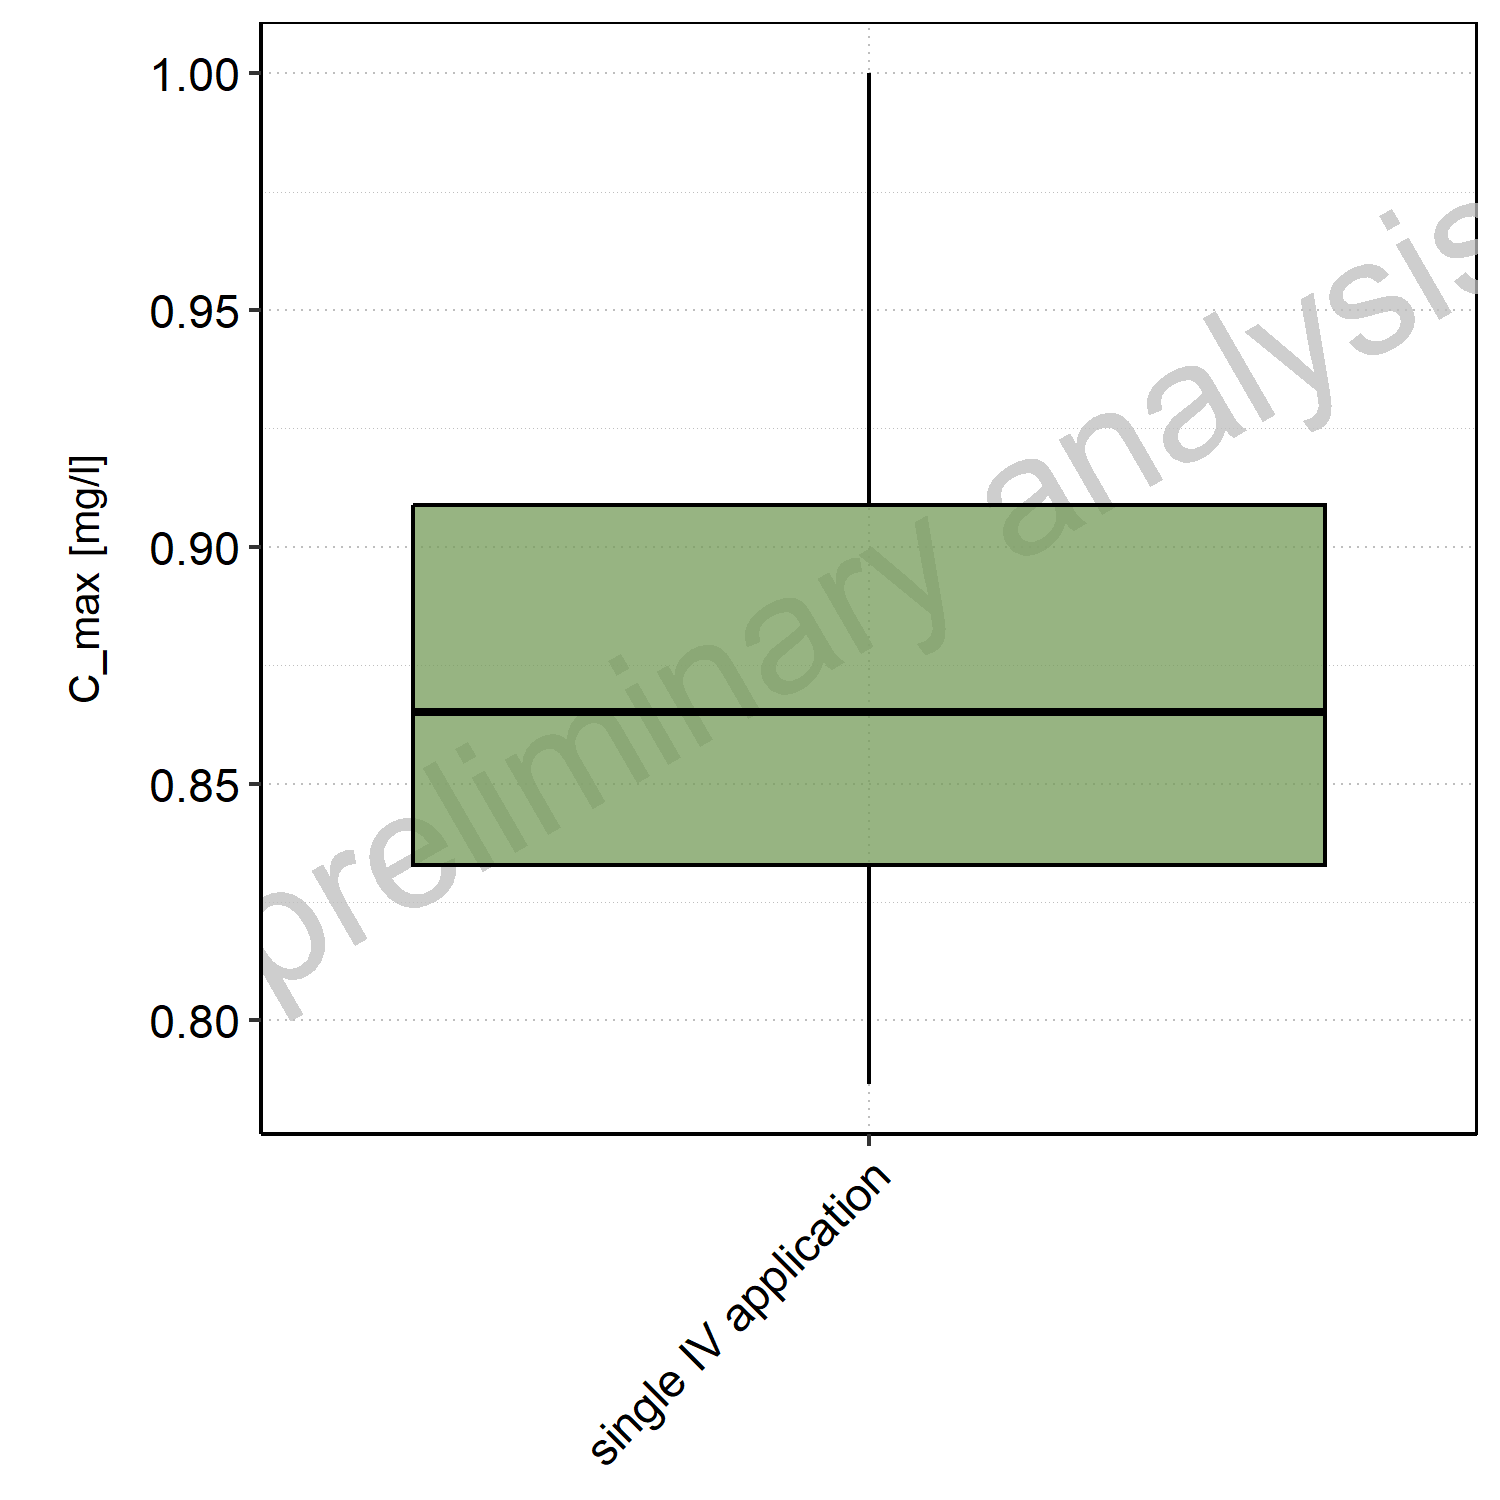 1.00
0.95
0.90
0.85
0.80
C_max [mg/l]
preliminary analysis
single IV application